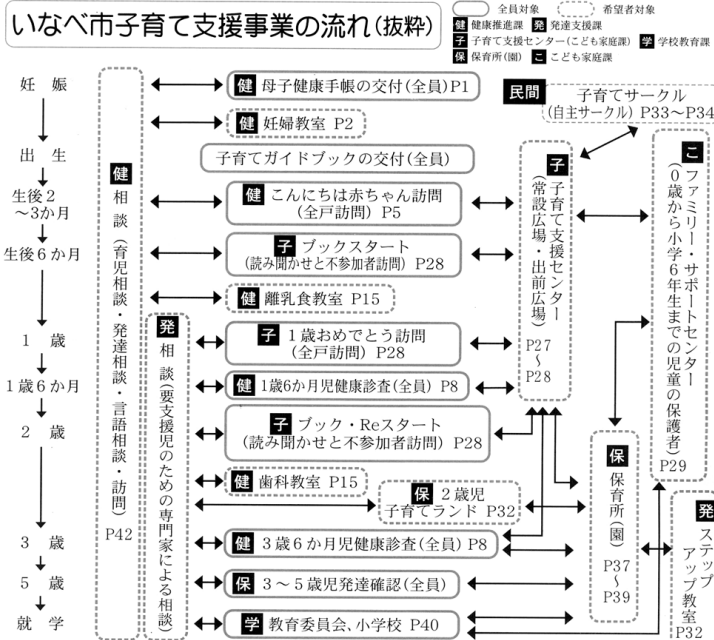 いなべ市子育て支援事業の流れ(抜粋)
全員対象 希望者対象
健 健康推進課 発 発達支援課
子 子育て支援センター(こども家庭課) 学 学校教育課
保 保育所(園) こ こども家庭課
妊娠
出生
生後2
～3か月
生後6か月
1歳
1歳6か月
2歳
3歳
5歳
就学
健 相談(育児相談・発達相談・言語相談・訪問) P42
発 相談(要支援児のための専門家による相談)
健 母子健康手帳の交付(全員)P1
健 妊婦教室 P2
子育てガイドブックの交付(全員)
健 こんにちは赤ちゃん訪問
(全戸訪問) P5
子 ブックスタート
(読み聞かせと不参加者訪問) P28
健 離乳食教室 P15
子 1歳おめでとう訪問
(全戸訪問) P28
健 1歳6か月児健康診査(全員) P8
子 ブック・Reスタート
(読み聞かせと不参加者訪問) P28
健 歯科教室 P15
保 2歳児
子育てランド P32
健 3歳6か月児健康診査(全員) P8
保 3～5歳児発達確認(全員)
学 教育委員会、小学校 P40
民間 子育てサークル
(自主サークル) P33～P34
子 子育て支援センター
(常設広場・出前広場)
P27
～
P28
こ ファミリー・サポートセンター
(0歳から小学6年生までの児童の保護者)
P29
保 保育所(園)
P37
～
P39
発 ステップ
アップ教室
P32